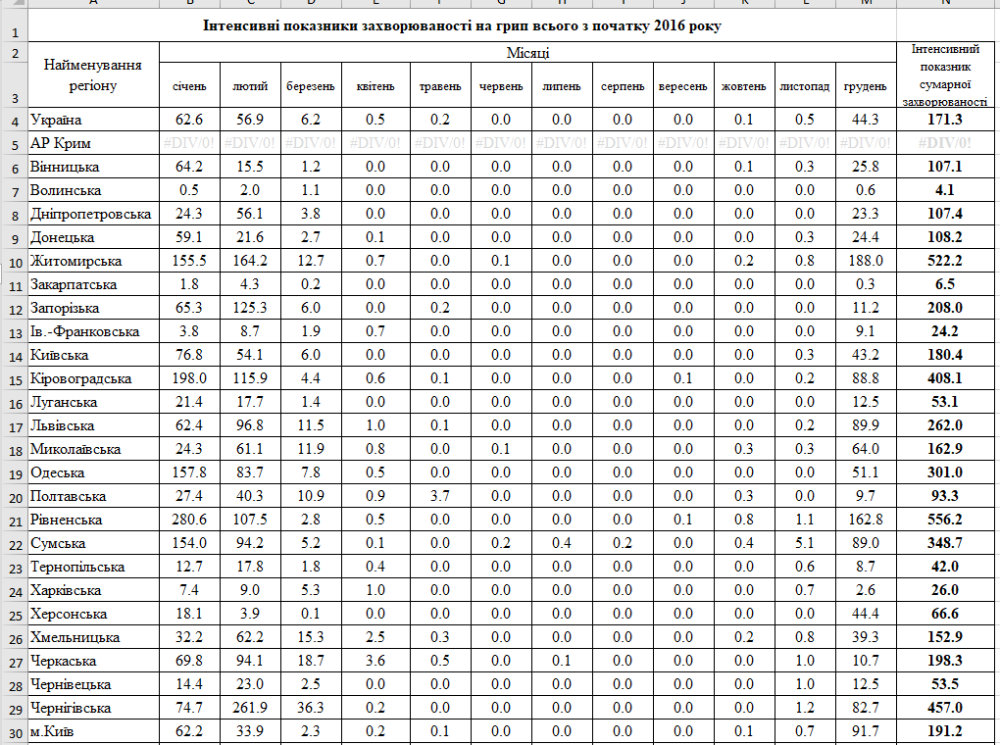 A B C D E F G H I J K L M N
1 Інтенсивні показники захворюваності на грип всього з початку 2016 року
2 Найменування регіону Місяці Інтенсивний показник сумарної захворюваності
3 січень лютий березень квітень травень червень липень серпень вересень жовтень листопад грудень
4 Україна 62.6 56.9 6.2 0.5 0.2 0.0 0.0 0.0 0.0 0.1 0.5 44.3 171.3
5 АР Крим #DIV/0! #DIV/0! #DIV/0! #DIV/0! #DIV/0! #DIV/0! #DIV/0! #DIV/0! #DIV/0! #DIV/0! #DIV/0! #DIV/0! #DIV/0!
6 Вінницька 64.2 15.5 1.2 0.0 0.0 0.0 0.0 0.0 0.0 0.1 0.3 25.8 107.1
7 Волинська 0.5 2.0 1.1 0.0 0.0 0.0 0.0 0.0 0.0 0.0 0.0 0.6 4.1
8 Дніпропетровська 24.3 56.1 3.8 0.0 0.0 0.0 0.0 0.0 0.0 0.0 0.0 23.3 107.4
9 Донецька 59.1 21.6 2.7 0.1 0.0 0.0 0.0 0.0 0.0 0.0 0.3 24.4 108.2
10 Житомирська 155.5 164.2 12.7 0.7 0.0 0.1 0.0 0.0 0.0 0.2 0.8 188.0 522.2
11 Закарпатська 1.8 4.3 0.2 0.0 0.0 0.0 0.0 0.0 0.0 0.0 0.0 0.3 6.5
12 Запорізька 65.3 125.3 6.0 0.0 0.2 0.0 0.0 0.0 0.0 0.0 0.0 11.2 208.0
13 Ів.-Франковська 3.8 8.7 1.9 0.7 0.0 0.0 0.0 0.0 0.0 0.0 0.0 9.1 24.2
14 Київська 76.8 54.1 6.0 0.0 0.0 0.0 0.0 0.0 0.0 0.0 0.3 43.2 180.4
15 Кіровоградська 198.0 115.9 4.4 0.6 0.1 0.0 0.0 0.0 0.1 0.0 0.2 88.8 408.1
16 Луганська 21.4 17.7 1.4 0.0 0.0 0.0 0.0 0.0 0.0 0.0 0.0 12.5 53.1
17 Львівська 62.4 96.8 11.5 1.0 0.1 0.0 0.0 0.0 0.0 0.0 0.2 89.9 262.0
18 Миколаївська 24.3 61.1 11.9 0.8 0.0 0.1 0.0 0.0 0.0 0.3 0.3 64.0 162.9
19 Одеська 157.8 83.7 7.8 0.5 0.0 0.0 0.0 0.0 0.0 0.0 0.0 51.1 301.0
20 Полтавська 27.4 40.3 10.9 0.9 3.7 0.0 0.0 0.0 0.0 0.3 0.0 9.7 93.3
21 Рівненська 280.6 107.5 2.8 0.5 0.0 0.0 0.0 0.0 0.1 0.8 1.1 162.8 556.2
22 Сумська 154.0 94.2 5.2 0.1 0.0 0.2 0.4 0.2 0.0 0.4 5.1 89.0 348.7
23 Тернопільська 12.7 17.8 1.8 0.4 0.0 0.0 0.0 0.0 0.0 0.0 0.6 8.7 42.0
24 Харківська 7.4 9.0 5.3 1.0 0.0 0.0 0.0 0.0 0.0 0.0 0.7 2.6 26.0
25 Херсонська 18.1 3.9 0.1 0.0 0.0 0.0 0.0 0.0 0.0 0.0 0.0 44.4 66.6
26 Хмельницька 32.2 62.2 15.3 2.5 0.3 0.0 0.0 0.0 0.0 0.2 0.8 39.3 152.9
27 Черкаська 69.8 94.1 18.7 3.6 0.5 0.0 0.1 0.0 0.0 0.0 1.0 10.7 198.3
28 Чернівецька 14.4 23.0 2.5 0.0 0.0 0.0 0.0 0.0 0.0 0.0 1.0 12.5 53.5
29 Чернігівська 74.7 261.9 36.3 0.2 0.0 0.0 0.0 0.0 0.0 0.0 1.2 82.7 457.0
30 м.Київ 62.2 33.9 2.3 0.2 0.1 0.0 0.0 0.0 0.0 0.1 0.7 91.7 191.2